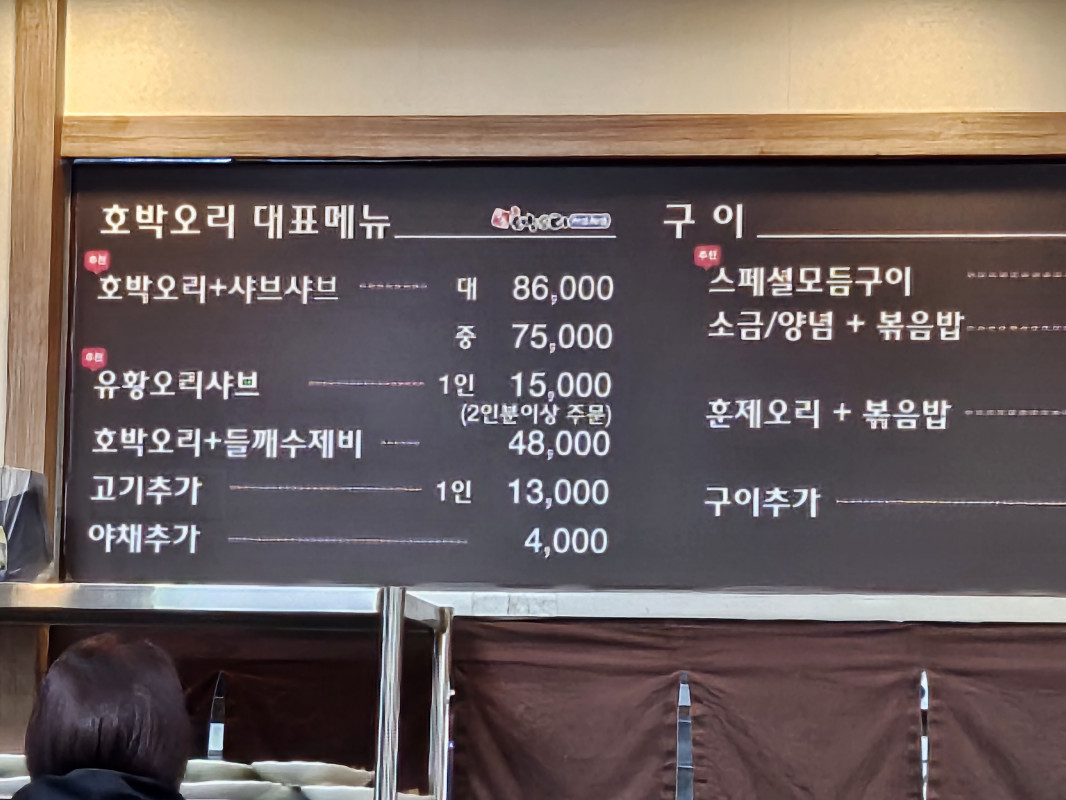 호박오리 대표메뉴
추천
호박오리+샤브샤브 대 86,000
중 75,000
추천
유황오리샤브 1인 15,000
(2인분이상 주문)
호박오리+들깨수제비 48,000
고기추가 1인 13,000
야채추가 4,000
구이
추천
스페셜모듬구이
소금/양념 + 볶음밥
훈제오리 + 볶음밥
구이추가